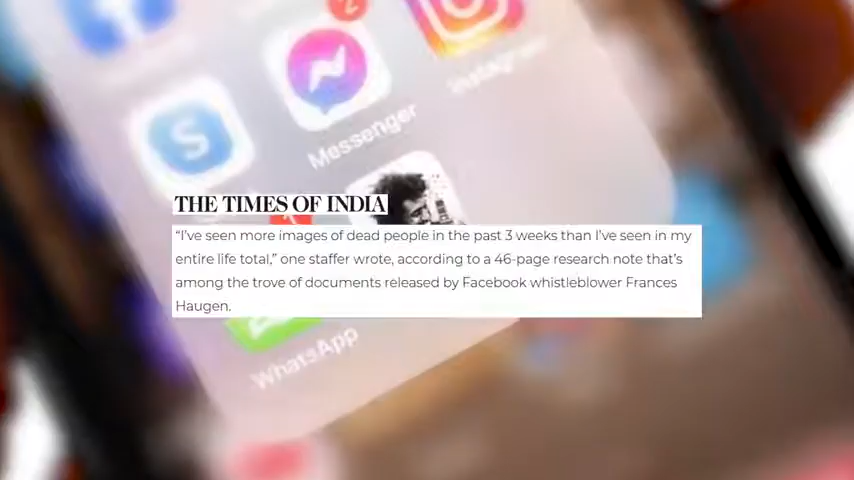 2
Instagram
Messenger
S
THE TIMES OF INDIA
“I’ve seen more images of dead people in the past 3 weeks than I’ve seen in my
entire life total,” one staffer wrote, according to a 46-page research note that’s
among the trove of documents released by Facebook whistleblower Frances
Haugen.
WhatsApp